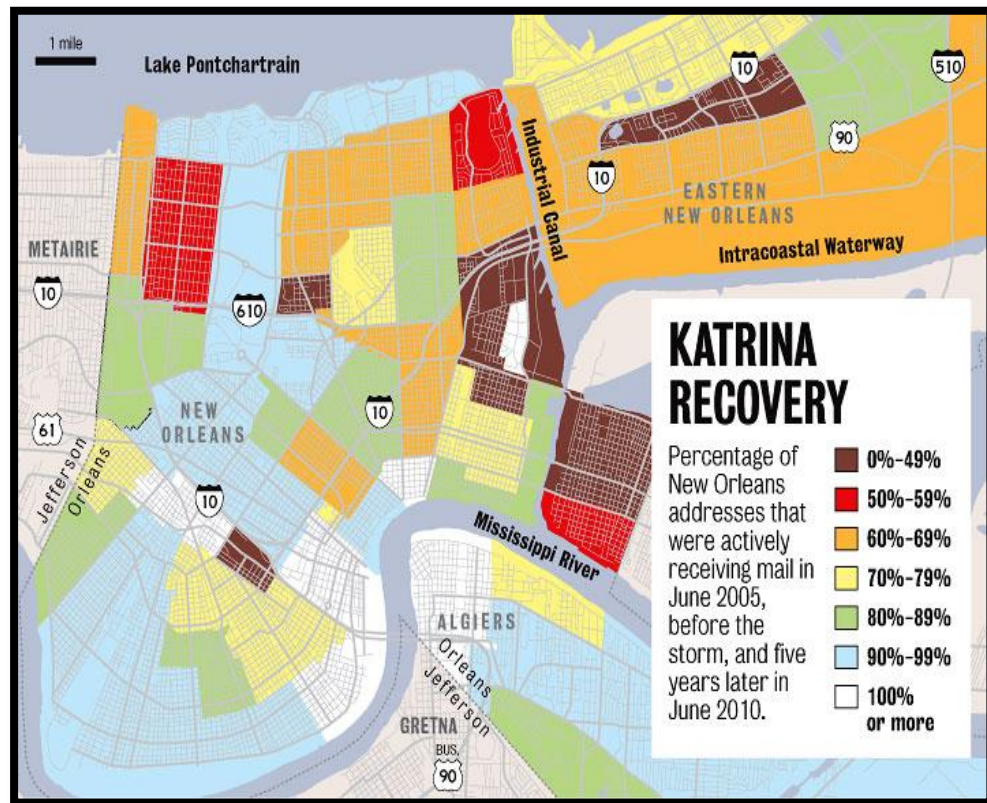 1 mile
Lake Pontchartrain
10
510
90
Industrial Canal
10
EASTERN
NEW ORLEANS
METAIRIE
Intracoastal Waterway
10
610
NEW
ORLEANS
10
61
Jefferson
Orleans
10
Mississippi River
ALGIERS
Orleans
Jefferson
GRETNA
BUS.
90
KATRINA
RECOVERY
Percentage of
New Orleans
addresses that
were actively
receiving mail in
June 2005,
before the
storm, and five
years later in
June 2010.
0%-49%
50%-59%
60%-69%
70%-79%
80%-89%
90%-99%
100%
or more